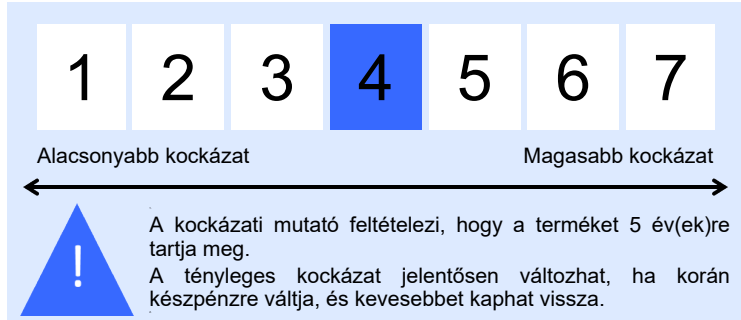 1 2 3 4 5 6 7
Alacsonyabb kockázat Magasabb kockázat
! A kockázati mutató feltételezi, hogy a terméket 5 év(ek)re
tartja meg.
A tényleges kockázat jelentősen változhat, ha korán
készpénzre váltja, és kevesebbet kaphat vissza.